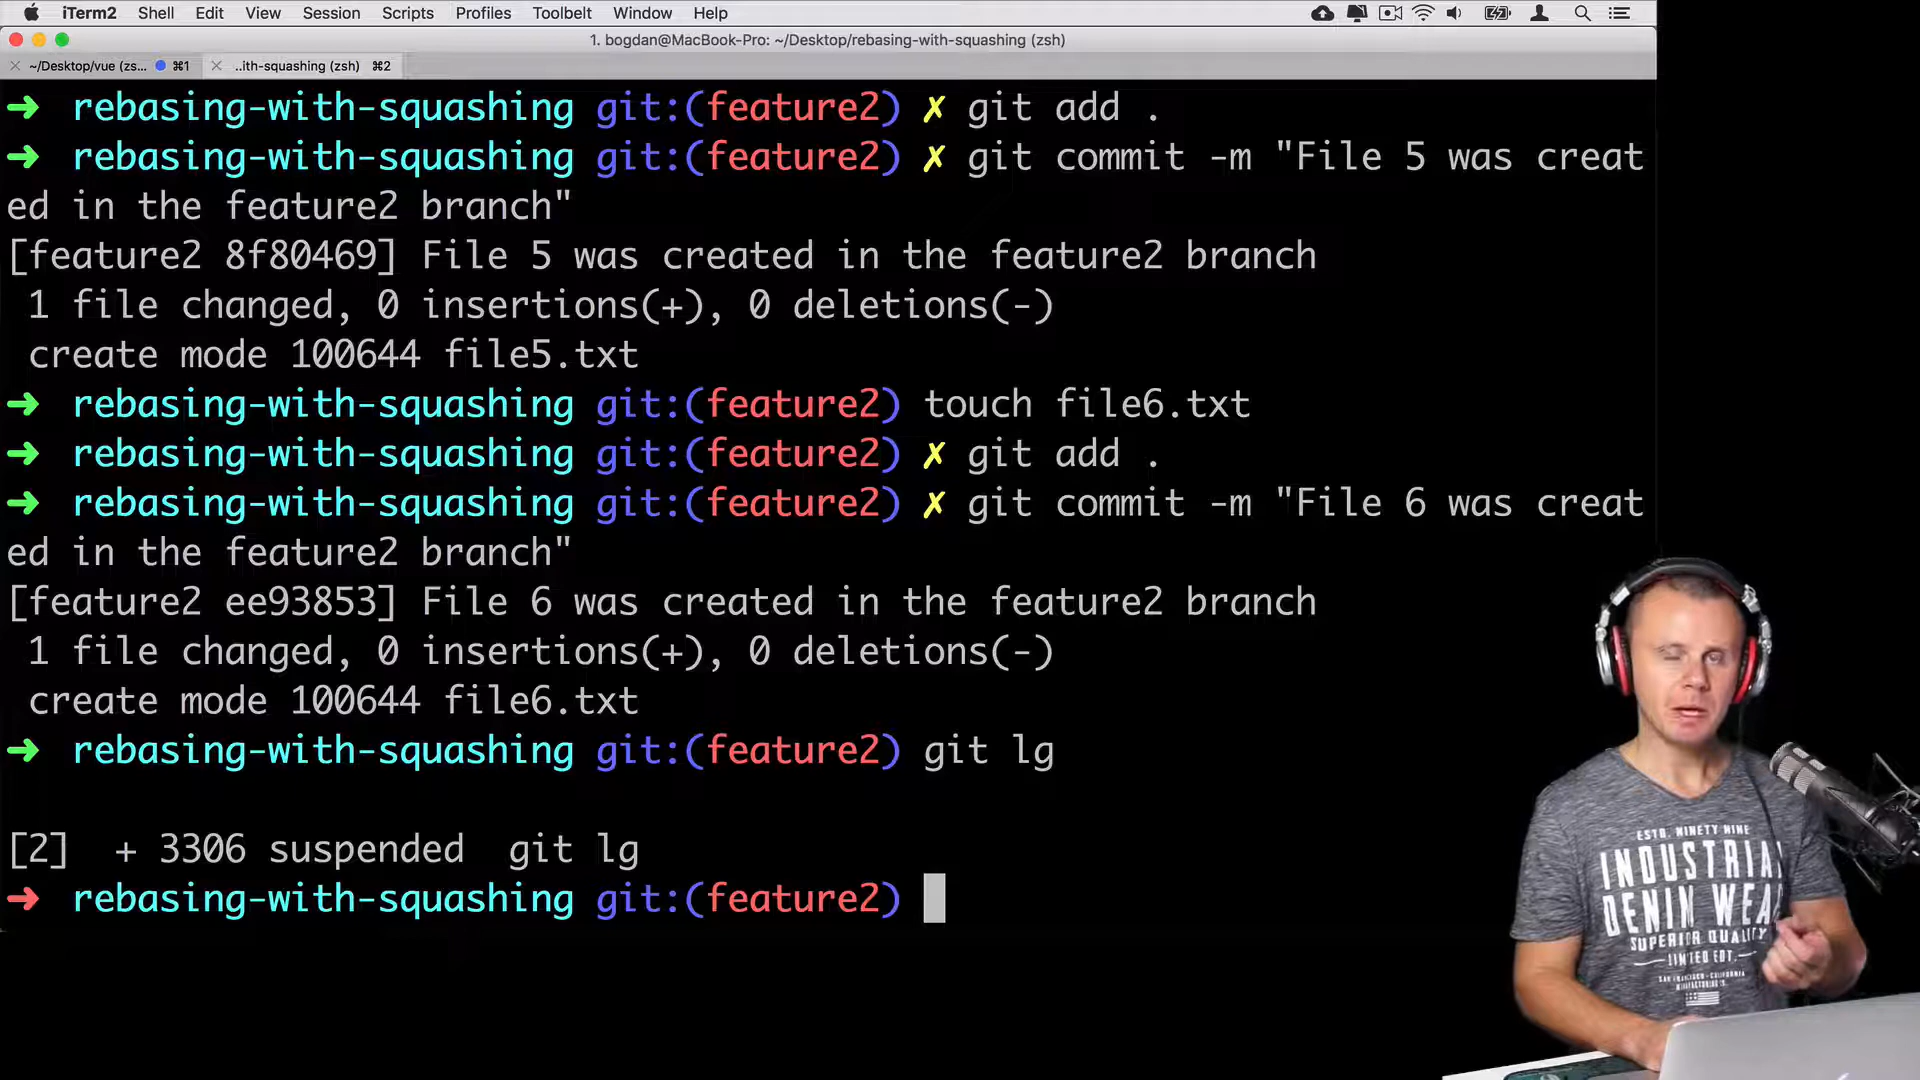 iTerm2 Shell Edit View Session Scripts Profiles Toolbelt Window Help
1. bogdan@MacBook-Pro: ~/Desktop/rebasing-with-squashing (zsh)
~/Desktop/vue (zs... ⌘1 ..ith-squashing (zsh) ⌘2
➜ rebasing-with-squashing git:(feature2) ✗ git add .
➜ rebasing-with-squashing git:(feature2) ✗ git commit -m "File 5 was creat
ed in the feature2 branch"
[feature2 8f80469] File 5 was created in the feature2 branch
1 file changed, 0 insertions(+), 0 deletions(-)
create mode 100644 file5.txt
➜ rebasing-with-squashing git:(feature2) touch file6.txt
➜ rebasing-with-squashing git:(feature2) ✗ git add .
➜ rebasing-with-squashing git:(feature2) ✗ git commit -m "File 6 was creat
ed in the feature2 branch"
[feature2 ee93853] File 6 was created in the feature2 branch
1 file changed, 0 insertions(+), 0 deletions(-)
create mode 100644 file6.txt
➜ rebasing-with-squashing git:(feature2) git lg
[2] + 3306 suspended git lg
➜ rebasing-with-squashing git:(feature2)
ESTD. NINETY NINE
INDUSTRIAL
DENIM WEA
SUPERIOR QUALITY
LIMITED EDT.